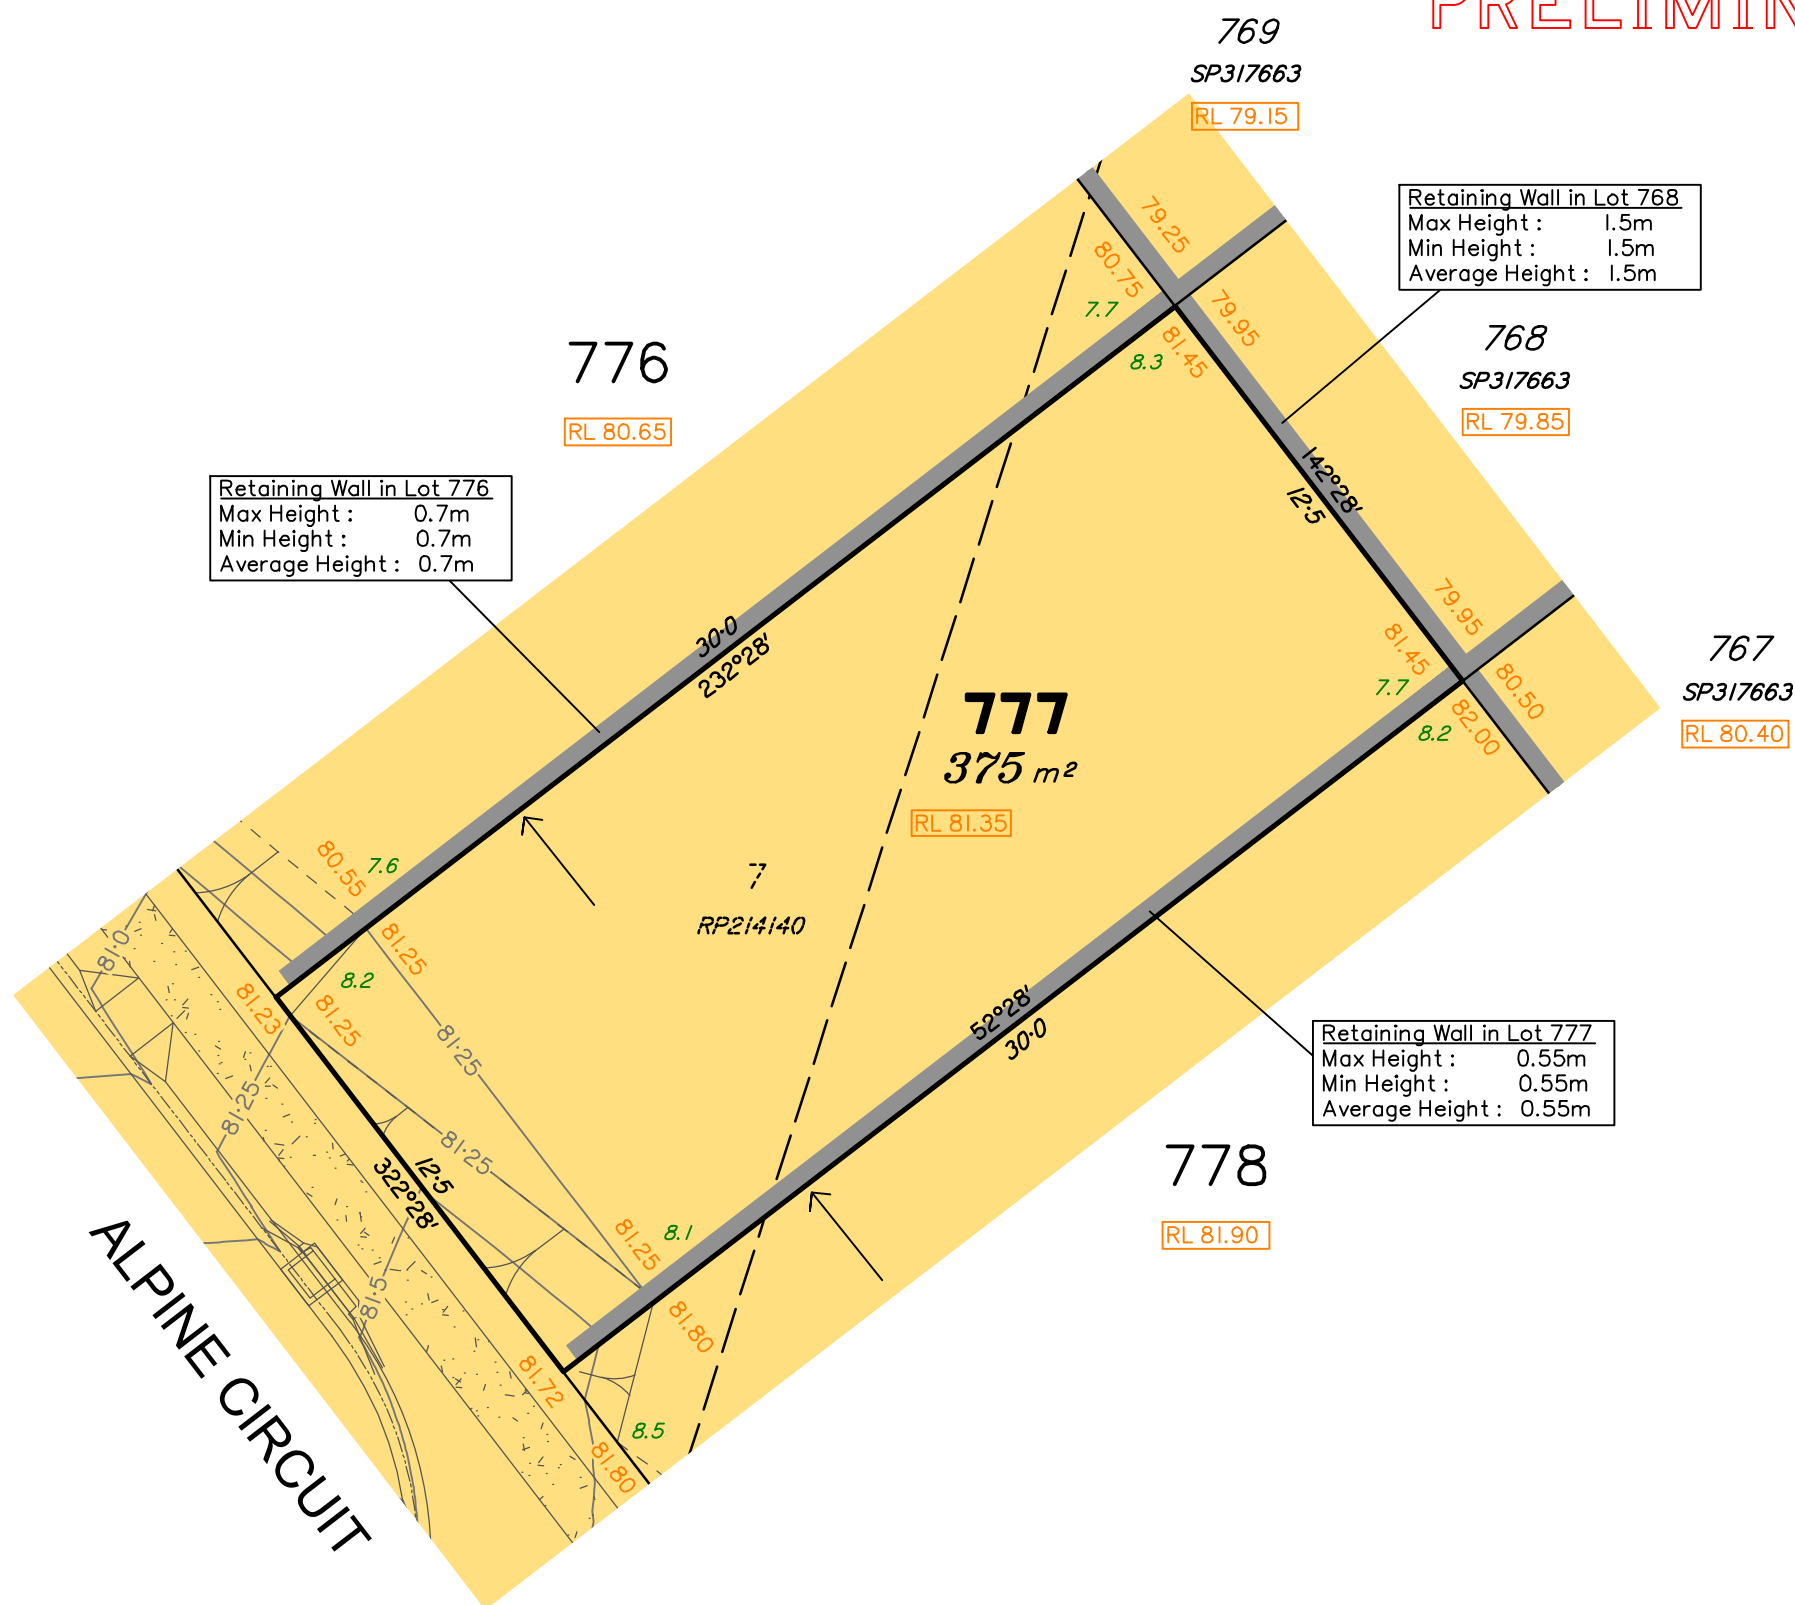 PRELIMIN
769
SP317663
RL 79.15
Retaining Wall in Lot 768
Max Height : 1.5m
Min Height : 1.5m
Average Height : 1.5m
79.25
80.75
7.7
79.95
81.45
8.3
768
SP317663
RL 79.85
776
RL 80.65
Retaining Wall in Lot 776
Max Height : 0.7m
Min Height : 0.7m
Average Height : 0.7m
142°28'
12·5
30·0
232°28'
79.95
81.45
7.7
80.50
82.00
8.2
767
SP317663
RL 80.40
777
375 m²
RL 81.35
7
RP214140
80.55
7.6
81.25
8.2
81·0
81.23
81.25
81·25
81·25
81·25
52°28'
30·0
Retaining Wall in Lot 777
Max Height : 0.55m
Min Height : 0.55m
Average Height : 0.55m
778
RL 81.90
12·5
322°28'
81.25
8.1
81·5
81.80
81.72
8.5
81.80
ALPINE CIRCUIT